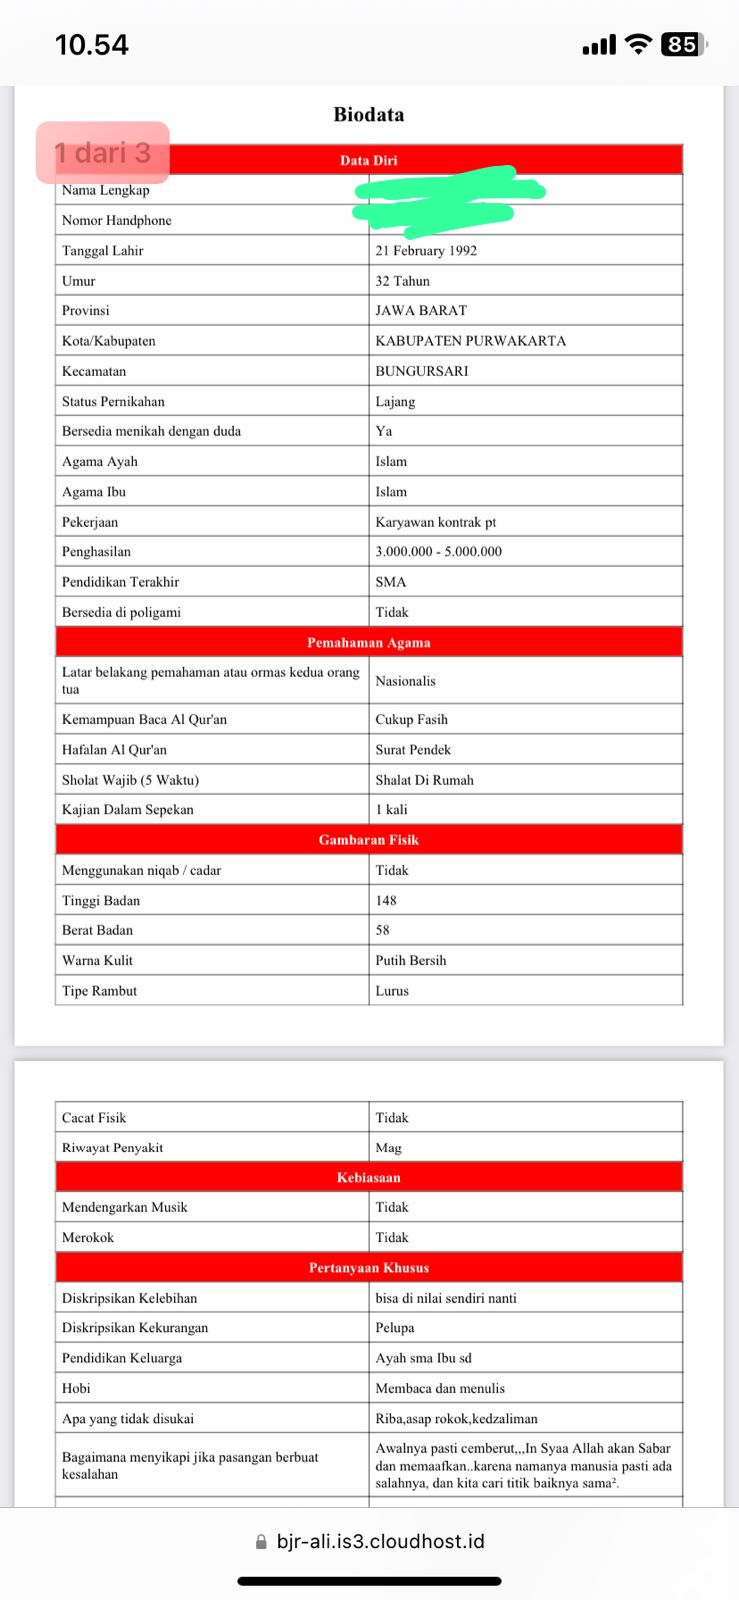 10.54
85
Biodata
1 dari 3
Data Diri
Nama Lengkap
Nomor Handphone
Tanggal Lahir 21 February 1992
Umur 32 Tahun
Provinsi JAWA BARAT
Kota/Kabupaten KABUPATEN PURWAKARTA
Kecamatan BUNGURSARI
Status Pernikahan Lajang
Bersedia menikah dengan duda Ya
Agama Ayah Islam
Agama Ibu Islam
Pekerjaan Karyawan kontrak pt
Penghasilan 3.000.000 - 5.000.000
Pendidikan Terakhir SMA
Bersedia di poligami Tidak
Pemahaman Agama
Latar belakang pemahaman atau ormas kedua orang
tua
Nasionalis
Kemampuan Baca Al Qur'an Cukup Fasih
Hafalan Al Qur'an Surat Pendek
Sholat Wajib (5 Waktu) Shalat Di Rumah
Kajian Dalam Sepekan 1 kali
Gambaran Fisik
Menggunakan niqab / cadar Tidak
Tinggi Badan 148
Berat Badan 58
Warna Kulit Putih Bersih
Tipe Rambut Lurus
Cacat Fisik Tidak
Riwayat Penyakit Mag
Kebiasaan
Mendengarkan Musik Tidak
Merokok Tidak
Pertanyaan Khusus
Diskripsikan Kelebihan bisa di nilai sendiri nanti
Diskripsikan Kekurangan Pelupa
Pendidikan Keluarga Ayah sma Ibu sd
Hobi Membaca dan menulis
Apa yang tidak disukai Riba,asap rokok,kedzaliman
Bagaimana menyikapi jika pasangan berbuat
kesalahan
Awalnya pasti cemberut,,,In Syaa Allah akan Sabar
dan memaafkan..karena namanya manusia pasti ada
salahnya, dan kita cari titik baiknya sama².
bjr-ali.is3.cloudhost.id